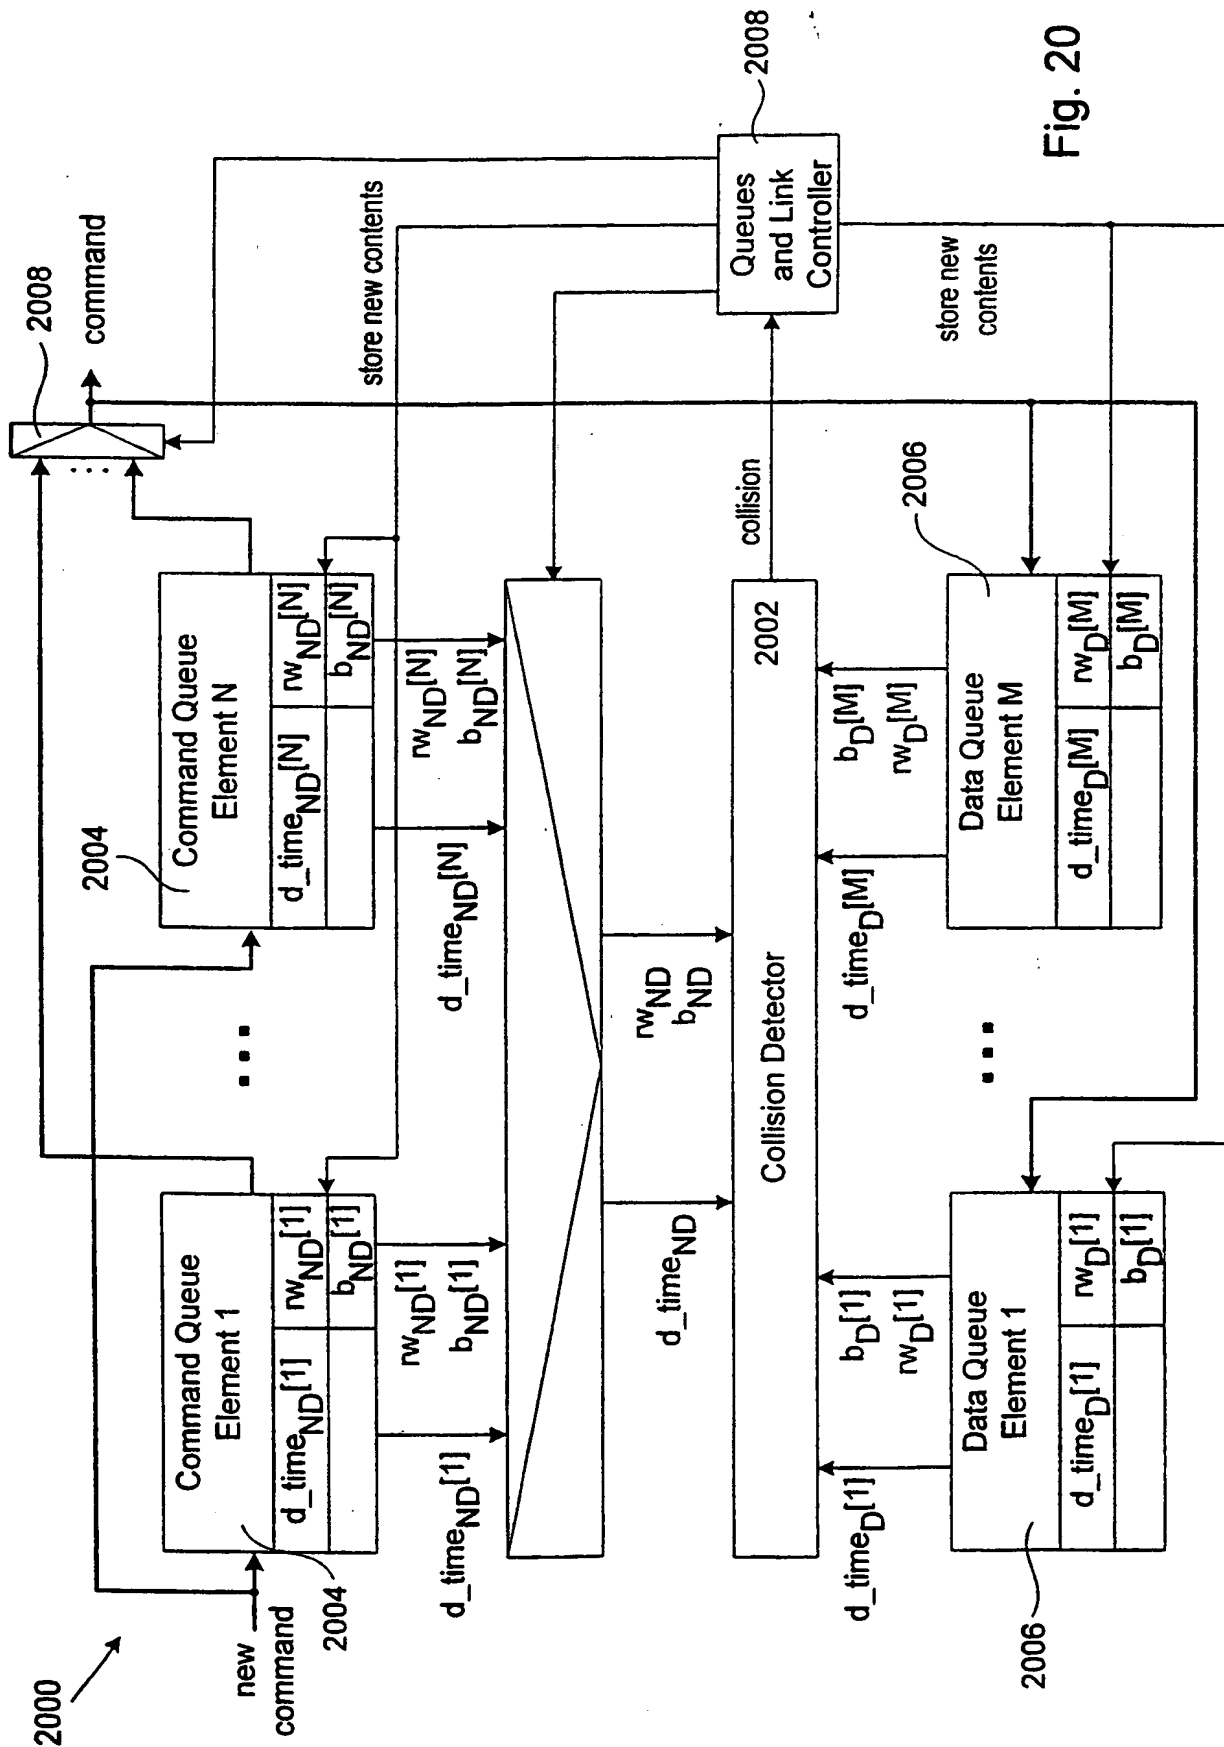 2000
new
command
2004
Command Queue
Element 1
d_timeND[1]
rwND[1]
bND[1]
2004
Command Queue
Element N
d_timeND[N]
rwND[N]
bND[N]
. . .
2008
command
store new contents
d_timeND[1]
rwND[1]
bND[1]
d_timeND[N]
rwND[N]
bND[N]
d_timeND
rwND
bND
Collision Detector
2002
collision
Queues
and Link
Controller
2008
store new
contents
d_timeD[1]
bD[1]
rwD[1]
d_timeD[M]
bD[M]
rwD[M]
2006
Data Queue
Element 1
d_timeD[1]
rwD[1]
bD[1]
2006
Data Queue
Element M
d_timeD[M]
rwD[M]
bD[M]
Fig. 20